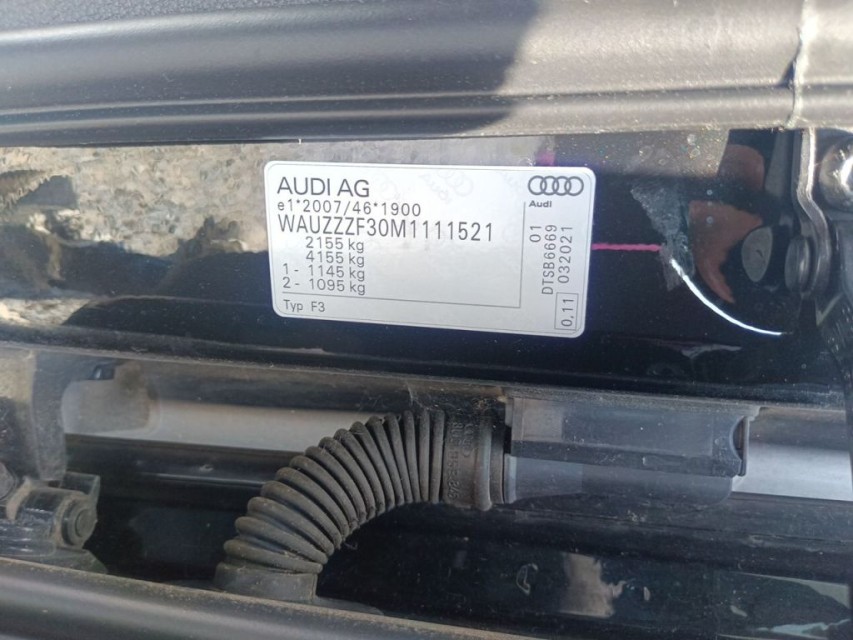 AUDI AG
Audi
e1*2007/46*1900
WAUZZZF30M1111521
2155 kg
4155 kg
1 - 1145 kg
2 - 1095 kg
Typ F3
DTSB6669 01
032021
0,11